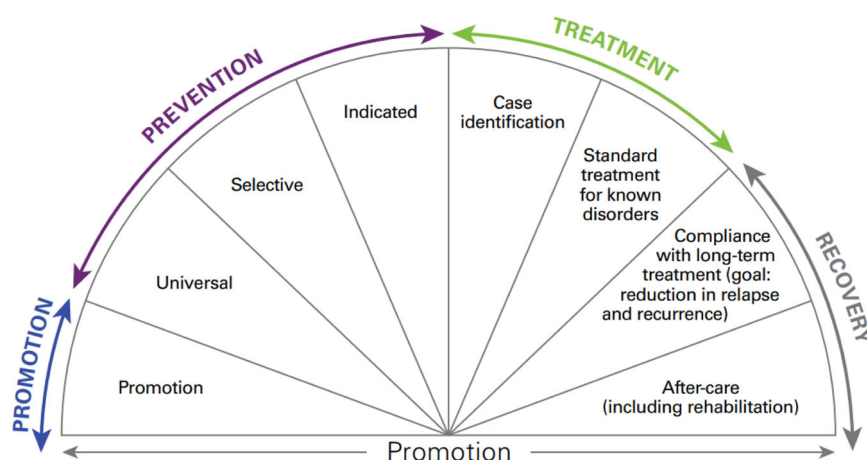 PROMOTION
PREVENTION
TREATMENT
RECOVERY
Promotion
Universal
Selective
Indicated
Case
identification
Standard
treatment
for known
disorders
Compliance
with long-term
treatment (goal:
reduction in relapse
and recurrence)
After-care
(including rehabilitation)
Promotion